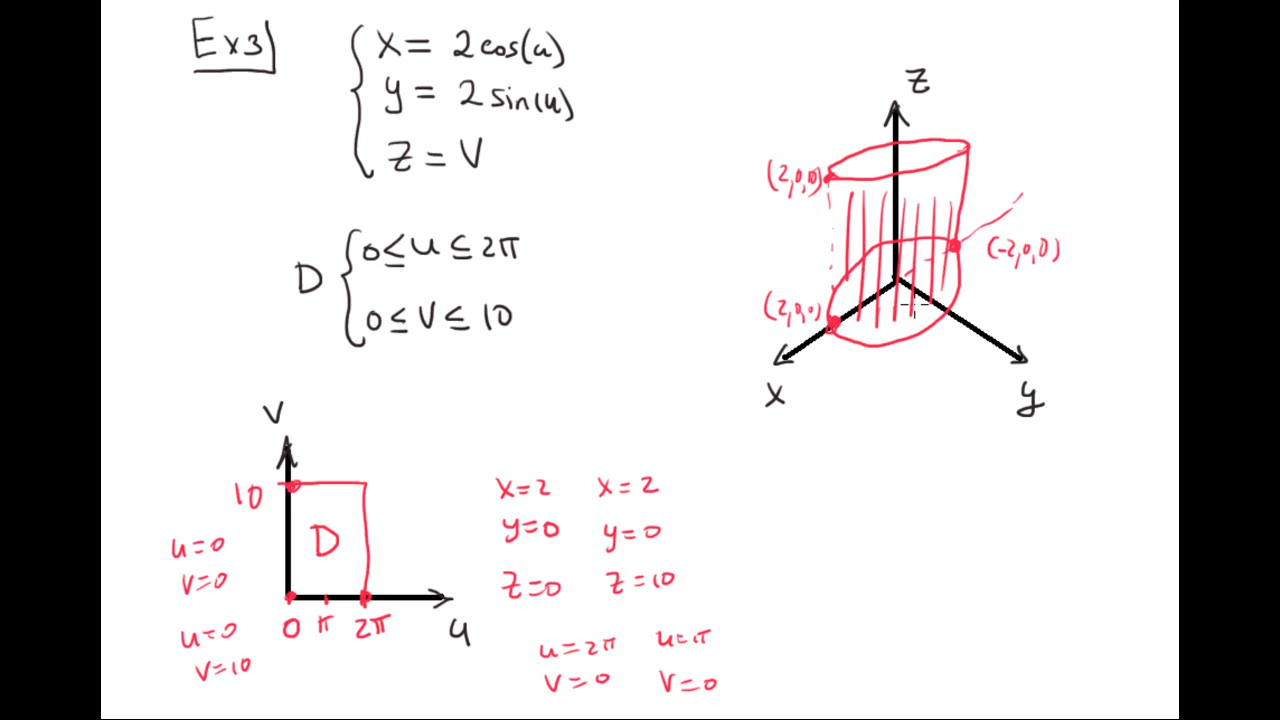 Ex3
x = 2cos(u)
y = 2sin(u)
z = v
D
0 ≤ u ≤ 2π
0 ≤ v ≤ 10
z
(2,0,0)
(-2,0,0)
(2,0,0)
x
y
v
10
D
0 π 2π
u
u=0
v=0
u=0
v=10
x=2 x=2
y=0 y=0
z=0 z=10
u=2π u=π
v=0 v=0